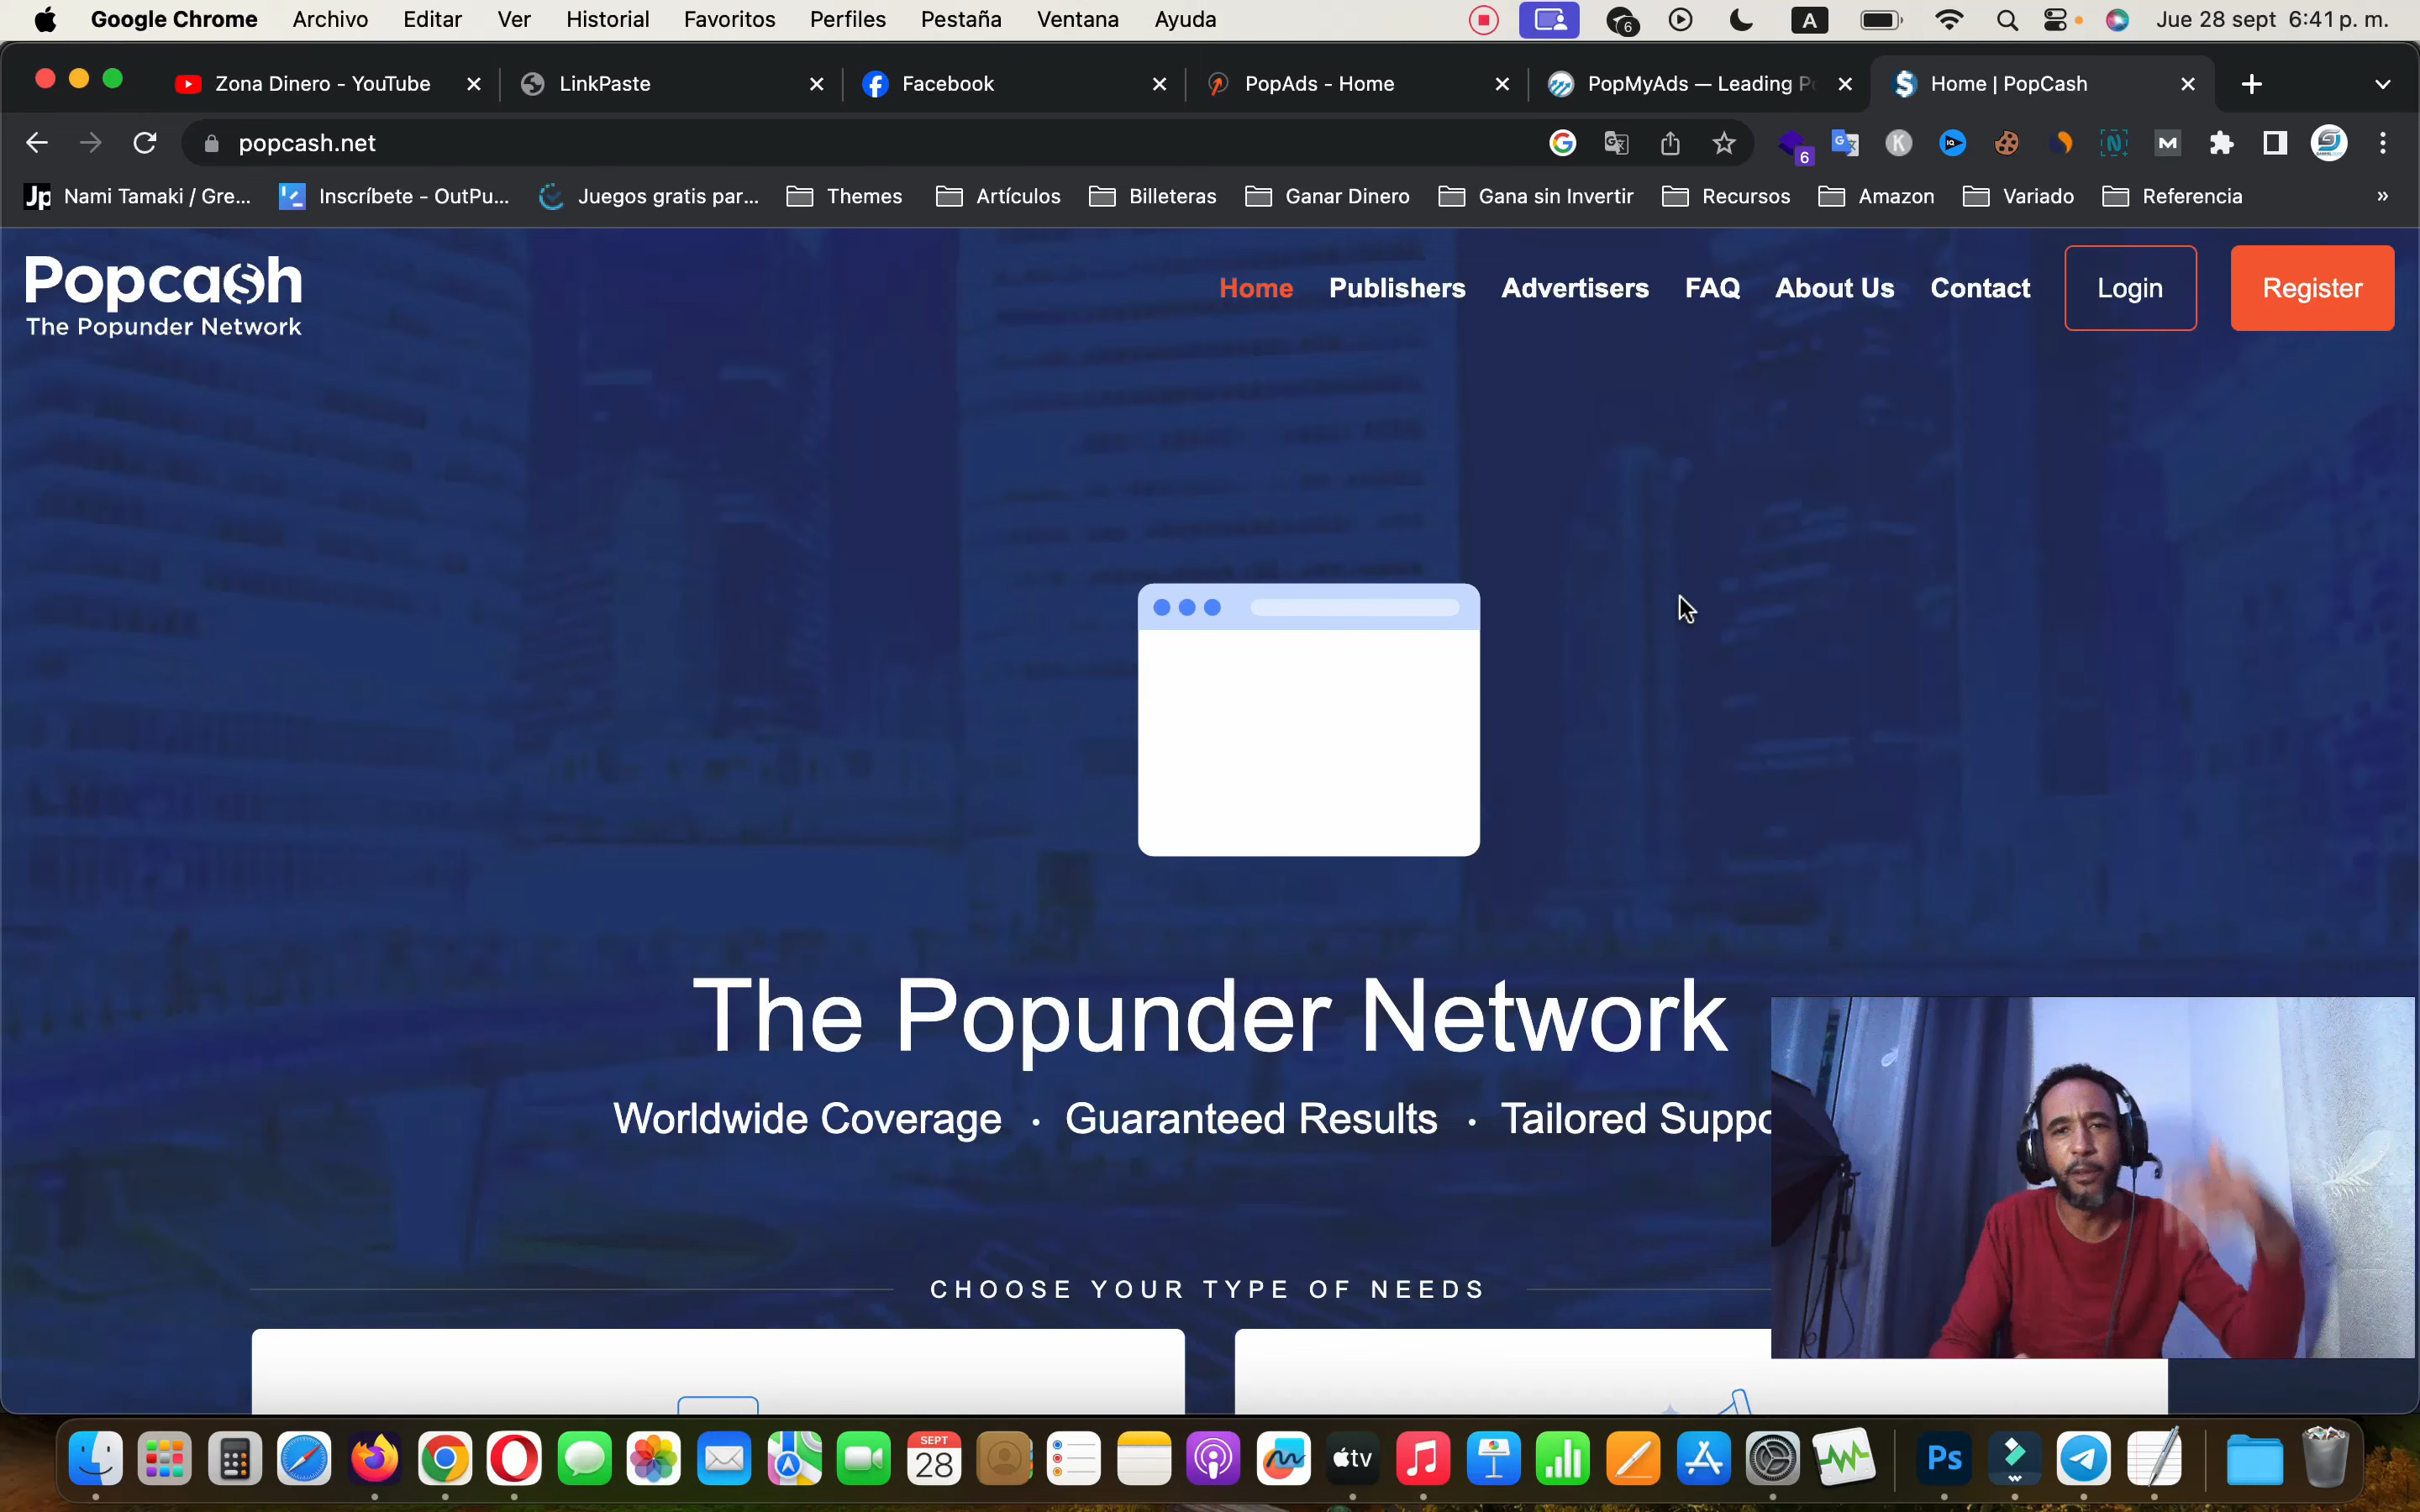 Google Chrome Archivo Editar Ver Historial Favoritos Perfiles Pestaña Ventana Ayuda 6 A Jue 28 sept 6:41 p. m.
Zona Dinero - YouTube LinkPaste Facebook PopAds - Home PopMyAds — Leading Home | PopCash
popcash.net 6
Nami Tamaki / Gre... Inscríbete - OutPu... Juegos gratis par... Themes Artículos Billeteras Ganar Dinero Gana sin Invertir Recursos Amazon Variado Referencia »
Popcash
The Popunder Network
Home Publishers Advertisers FAQ About Us Contact Login Register
The Popunder Network
Worldwide Coverage · Guaranteed Results · Tailored Suppo
CHOOSE YOUR TYPE OF NEEDS
SEPT
28
tv
Ps